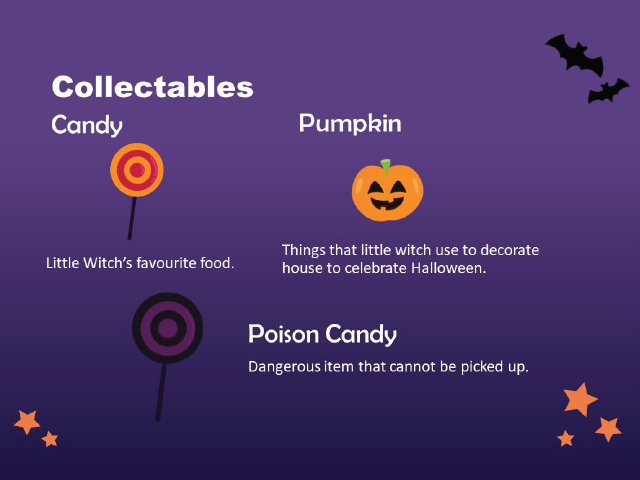 Collectables
Candy
Pumpkin
Little Witch's favourite food.
Things that little witch use to decorate
house to celebrate Halloween.
Poison Candy
Dangerous item that cannot be picked up.